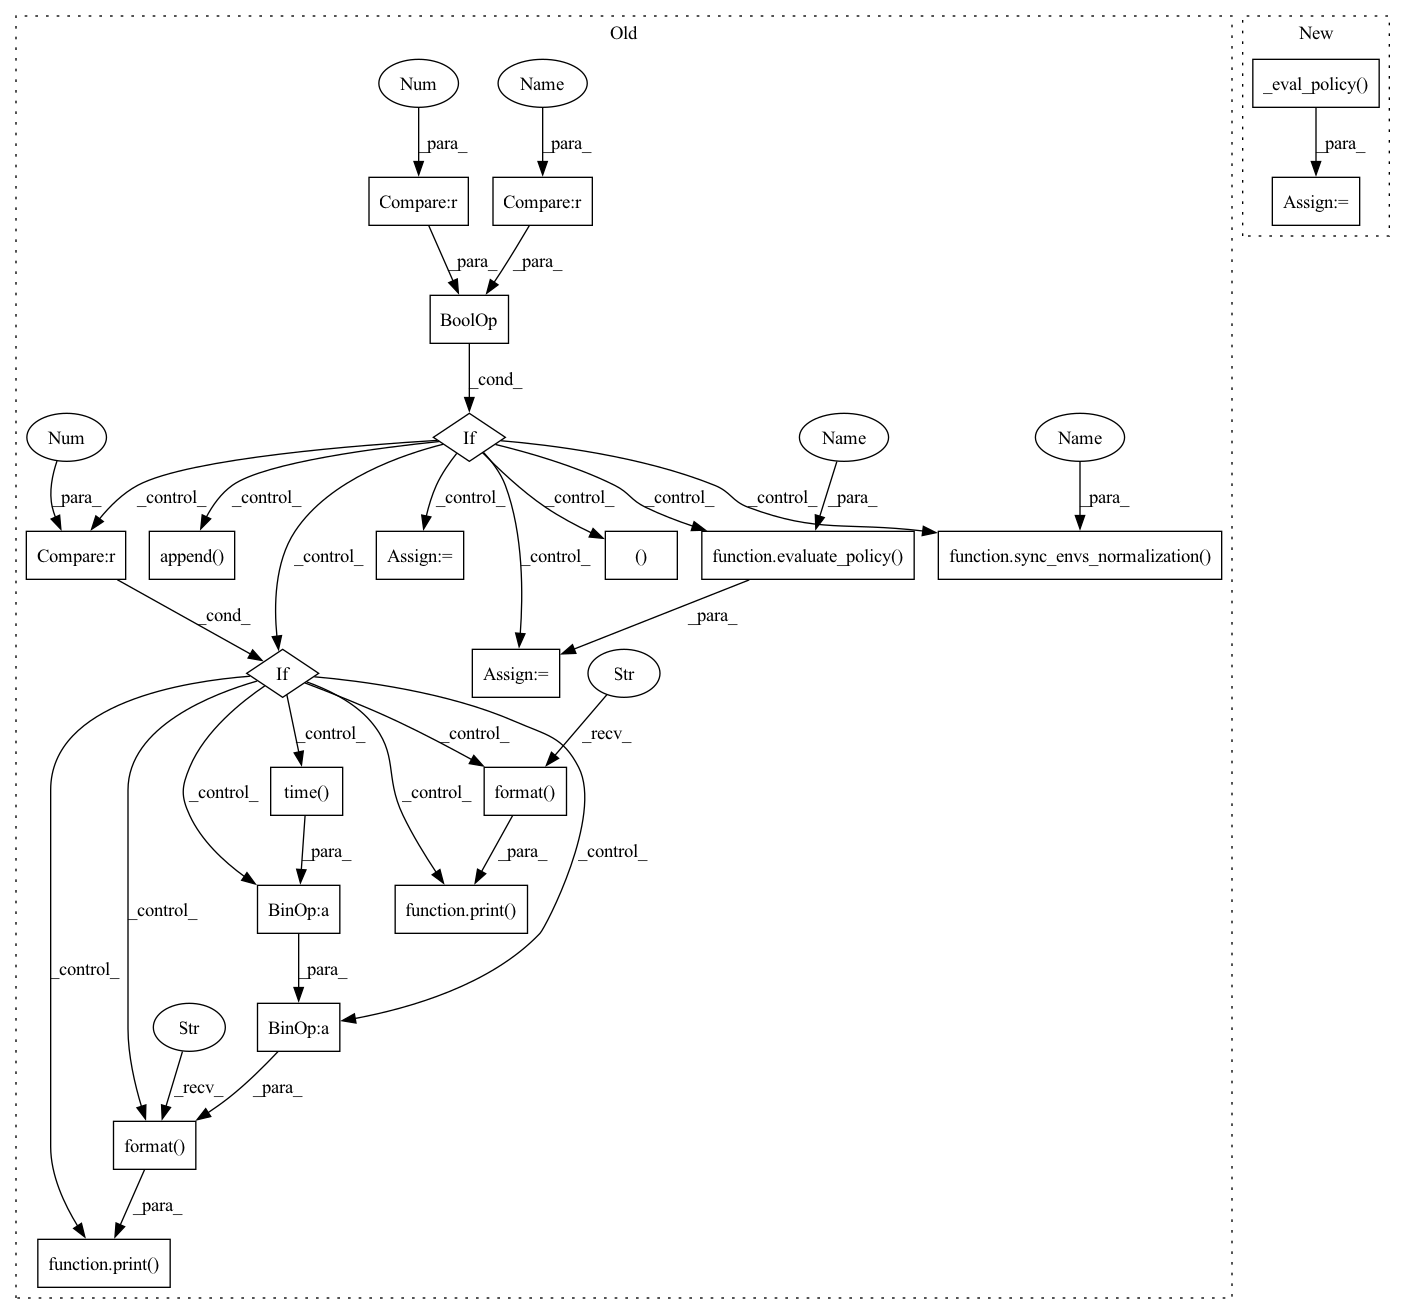 Old
New
Num
Name
_eval_policy()
_para_
_para_
_para_
Compare:r
Compare:r
Assign:=
_para_
_para_
BoolOp
_cond_
Num
If
Name
Name
_para_
_control_
_control_
_control_
_control_
_control_
_para_
_control_
_para_
Compare:r
append()
_control_
Assign:=
_control_
()
function.evaluate_policy()
function.sync_envs_normalization()
_cond_
_para_
If
Assign:=
Str
_control_
_control_
_recv_
_control_
time()
_control_
format()
_para_
_para_
_control_
_control_
BinOp:a
function.print()
_control_
_para_
Str
BinOp:a
_recv_
_para_
format()
_para_
function.print()